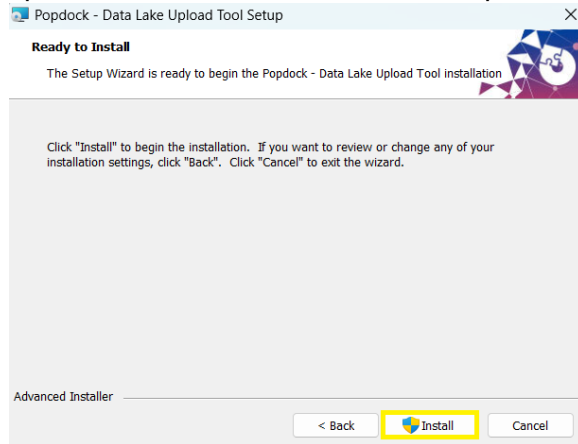 Popdock - Data Lake Upload Tool Setup
Ready to Install
The Setup Wizard is ready to begin the Popdock - Data Lake Upload Tool installation
Click "Install" to begin the installation. If you want to review or change any of your
installation settings, click "Back". Click "Cancel" to exit the wizard.
Advanced Installer
< Back
Install
Cancel